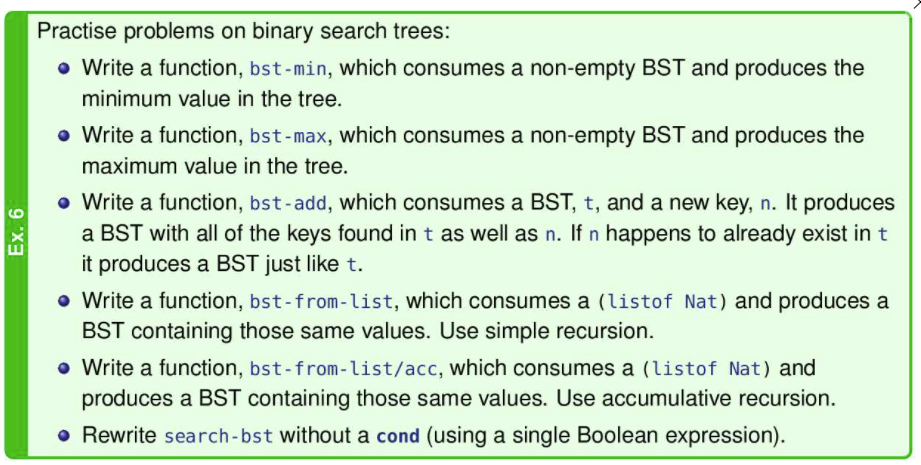 Practise problems on binary search trees:
Write a function, bst-min, which consumes a non-empty BST and produces the
minimum value in the tree.
Write a function, bst-max, which consumes a non-empty BST and produces the
maximum value in the tree.
Write a function, bst-add, which consumes a BST, t, and a new key, n. It produces
a BST with all of the keys found in t as well as n. If n happens to already exist in t
it produces a BST just like t.
Write a function, bst-from-list, which consumes a (listof Nat) and produces a
BST containing those same values. Use simple recursion.
Write a function, bst-from-list/acc, which consumes a (listof Nat) and
produces a BST containing those same values. Use accumulative recursion.
Rewrite search-bst without a cond (using a single Boolean expression).
Ex. 6